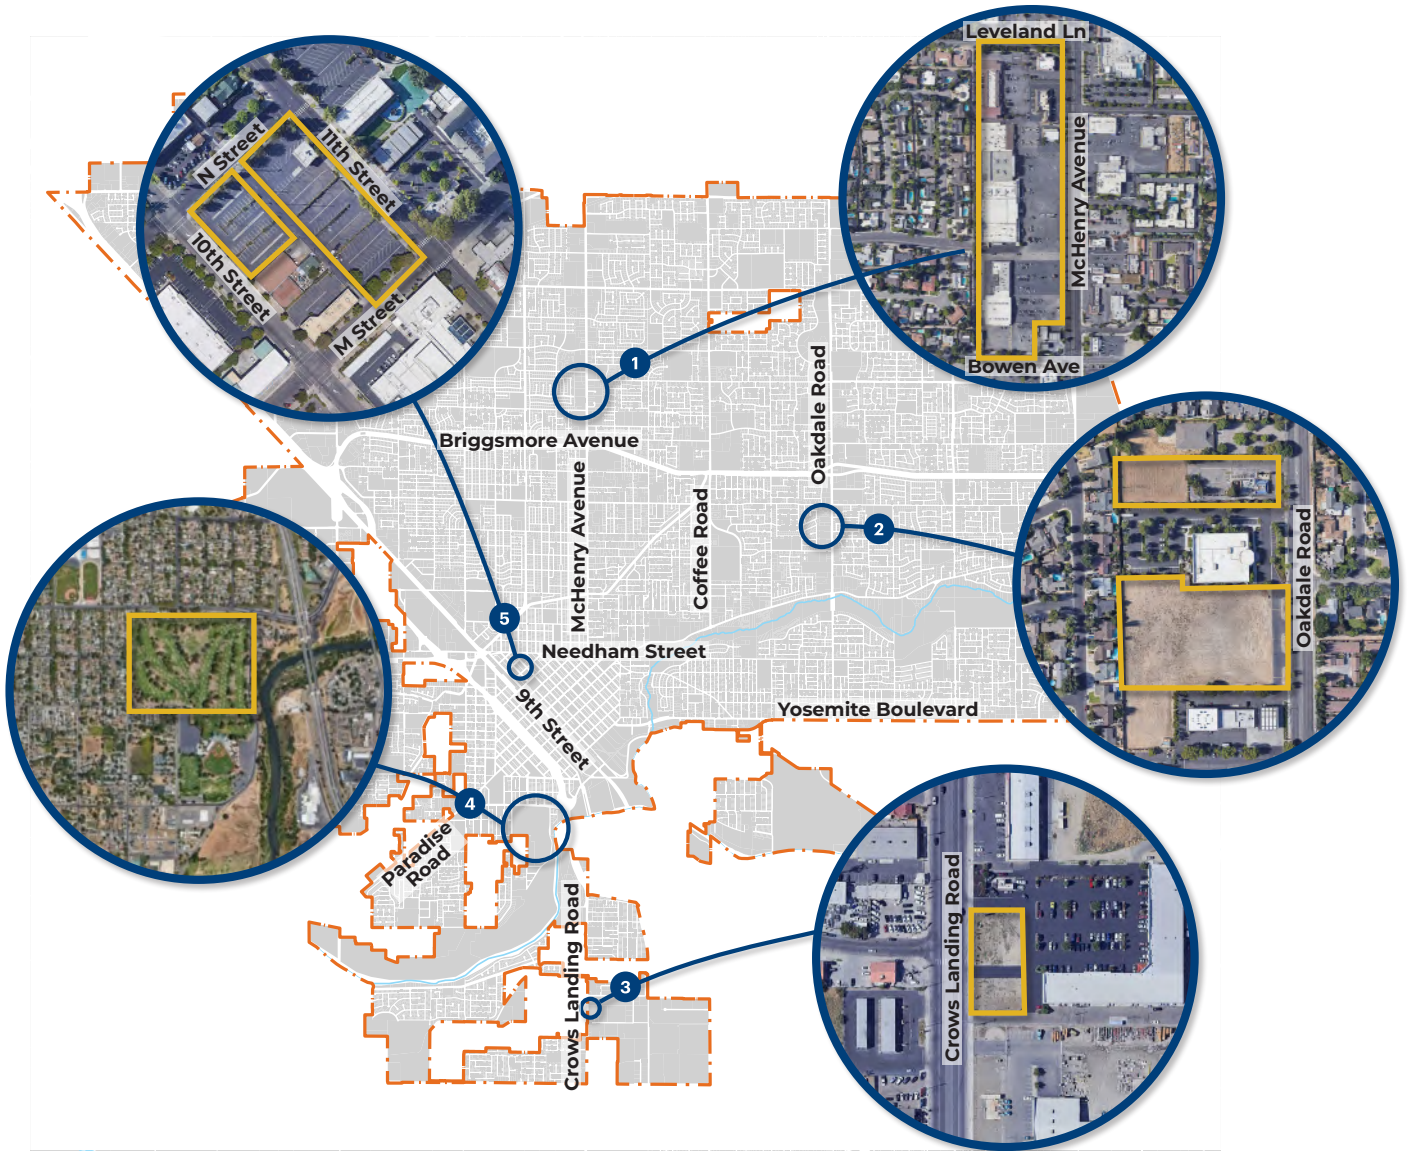 Leveland Ln
McHenry Avenue
Bowen Ave
N Street
11th Street
10th Street
M Street
1
Oakdale Road
Briggsmore Avenue
McHenry Avenue
Coffee Road
2
Oakdale Road
5
Needham Street
9th Street
Yosemite Boulevard
4
Paradise
Road
Crows Landing Road
3
Crows Landing Road